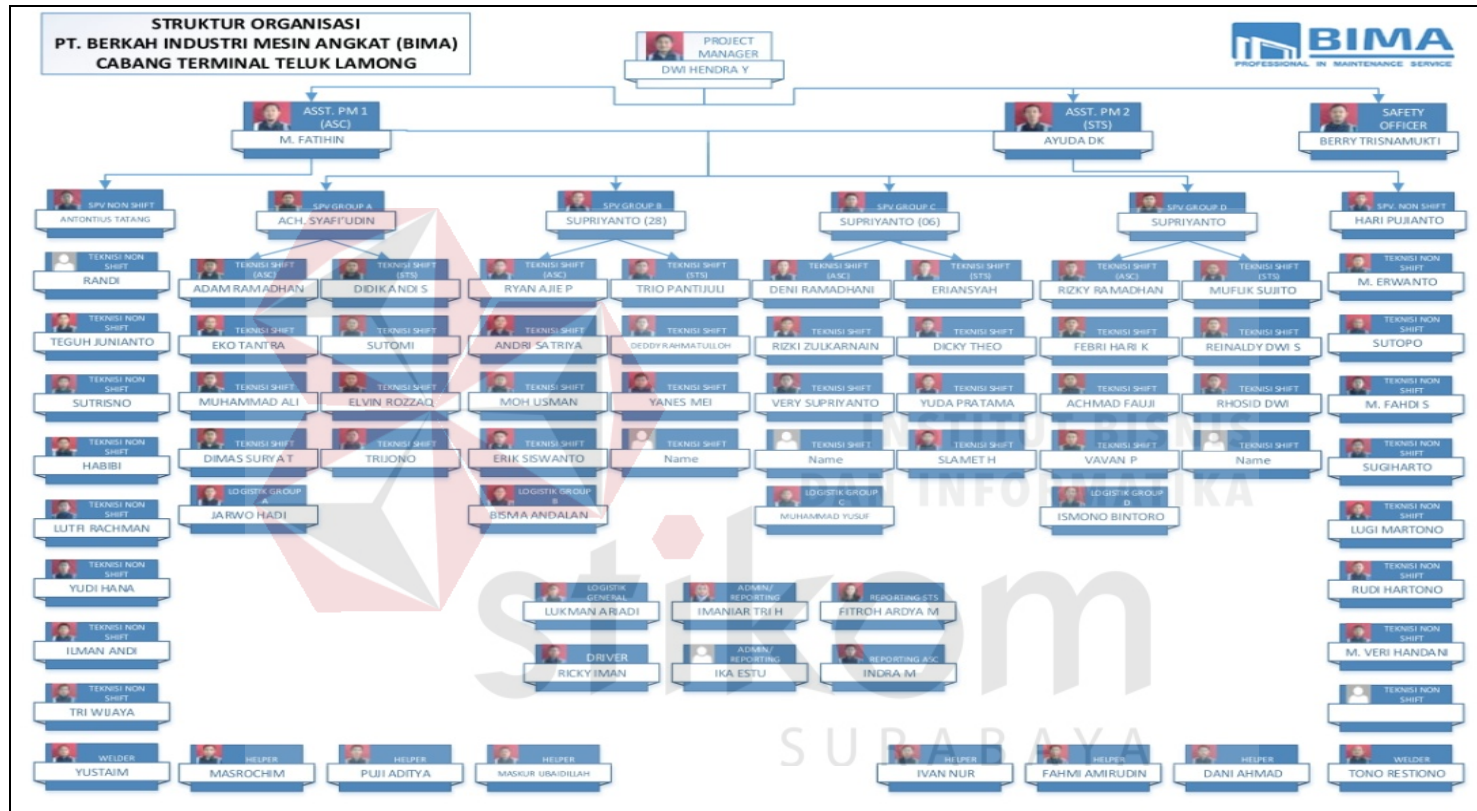 STRUKTUR ORGANISASI
PT. BERKAH INDUSTRI MESIN ANGKAT (BIMA)
CABANG TERMINAL TELUK LAMONG
BIMA
PROFESSIONAL IN MAINTENANCE SERVICE
PROJECT
MANAGER
DWI HENDRA Y
ASST. PM 1
(ASC)
M. FATIHIN
ASST. PM 2
(STS)
AYUDA DK
SAFETY
OFFICER
BERRY TRISNAMUKTI
SPV NON SHIFT
ANTONTIUS TATANG
SPV GROUP A
ACH. SYAFI'UDIN
SPV GROUP B
SUPRIYANTO (28)
SPV GROUP C
SUPRIYANTO (06)
SPV GROUP D
SUPRIYANTO
SPV. NON SHIFT
HARI PUJIANTO
TEKNISI NON
SHIFT
RANDI
TEKNISI SHIFT
(ASC)
ADAM RAMADHAN
TEKNISI SHIFT
(STS)
DIDIK ANDI S
TEKNISI SHIFT
(ASC)
RYAN AJIE P
TEKNISI SHIFT
(STS)
TRIO PANTIJULI
TEKNISI SHIFT
(ASC)
DENI RAMADHANI
TEKNISI SHIFT
(STS)
ERIANSYAH
TEKNISI SHIFT
(ASC)
RIZKY RAMADHAN
TEKNISI SHIFT
(STS)
MUFLIK SUJITO
TEKNISI NON
SHIFT
M. ERWANTO
TEKNISI NON
SHIFT
TEGUH JUNIANTO
TEKNISI SHIFT
EKO TANTRA
TEKNISI SHIFT
SUTOMI
TEKNISI SHIFT
ANDRI SATRIYA
TEKNISI SHIFT
DEDDY RAHMATULLOH
TEKNISI SHIFT
RIZKI ZULKARNAIN
TEKNISI SHIFT
DICKY THEO
TEKNISI SHIFT
FEBRI HARI K
TEKNISI SHIFT
REINALDY DWI S
TEKNISI NON
SHIFT
SUTOPO
TEKNISI NON
SHIFT
SUTRISNO
TEKNISI SHIFT
MUHAMMAD ALI
TEKNISI SHIFT
ELVIN ROZZAQ
TEKNISI SHIFT
MOH USMAN
TEKNISI SHIFT
YANES MEI
TEKNISI SHIFT
VERY SUPRIYANTO
TEKNISI SHIFT
YUDA PRATAMA
TEKNISI SHIFT
ACHMAD FAUJI
TEKNISI SHIFT
RHOSID DWI
TEKNISI NON
SHIFT
M. FAHDI S
TEKNISI NON
SHIFT
HABIBI
TEKNISI SHIFT
DIMAS SURYA T
TEKNISI SHIFT
TRIJONO
TEKNISI SHIFT
ERIK SISWANTO
TEKNISI SHIFT
Name
TEKNISI SHIFT
Name
TEKNISI SHIFT
SLAMET H
TEKNISI SHIFT
VAVAN P
TEKNISI SHIFT
Name
TEKNISI NON
SHIFT
SUGIHARTO
INSTITUT BISNIS
DAN INFORMATIKA
TEKNISI NON
SHIFT
LUTFI RACHMAN
LOGISTIK GROUP
A
JARWO HADI
LOGISTIK GROUP
B
BISMA ANDALAN
LOGISTIK GROUP
C
MUHAMMAD YUSUF
LOGISTIK GROUP
D
ISMONO BINTORO
TEKNISI NON
SHIFT
LUGI MARTONO
TEKNISI NON
SHIFT
YUDI HANA
LOGISTIK
GENERAL
LUKMAN ARIADI
ADMIN/
REPORTING
IMANIAR TRI H
REPORTING STS
FITROH ARDYA M
TEKNISI NON
SHIFT
RUDI HARTONO
stikom
TEKNISI NON
SHIFT
ILMAN ANDI
DRIVER
RICKY IMAN
ADMIN/
REPORTING
IKA ESTU
REPORTING ASC
INDRA M
TEKNISI NON
SHIFT
M. VERI HANDANI
TEKNISI NON
SHIFT
TRI WIJAYA
TEKNISI NON
SHIFT
SURABAYA
WELDER
YUSTAIM
HELPER
MASROCHIM
HELPER
PUJI ADITYA
HELPER
MASKUR UBAIDILLAH
HELPER
IVAN NUR
HELPER
FAHMI AMIRUDIN
HELPER
DANI AHMAD
WELDER
TONO RESTIONO